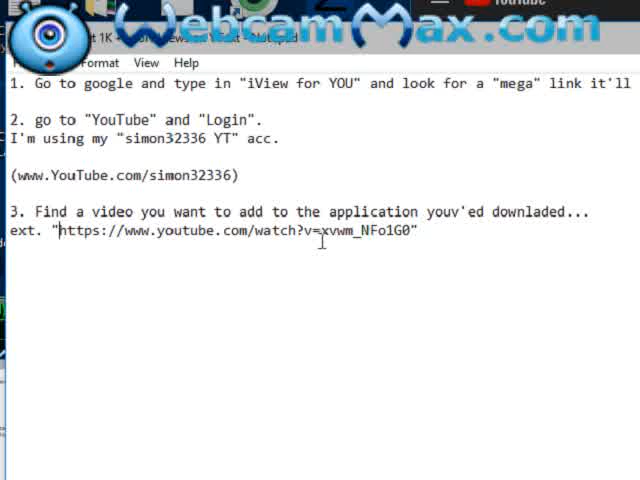 YouTube
WebcamMax.com
Format View Help
1. Go to google and type in "iView for YOU" and look for a "mega" link it'll
2. go to "YouTube" and "Login".
I'm using my "simon32336 YT" acc.
(www.YouTube.com/simon32336)
3. Find a video you want to add to the application youv'ed downladed...
ext. "https://www.youtube.com/watch?v=xvwm_NFo1G0"